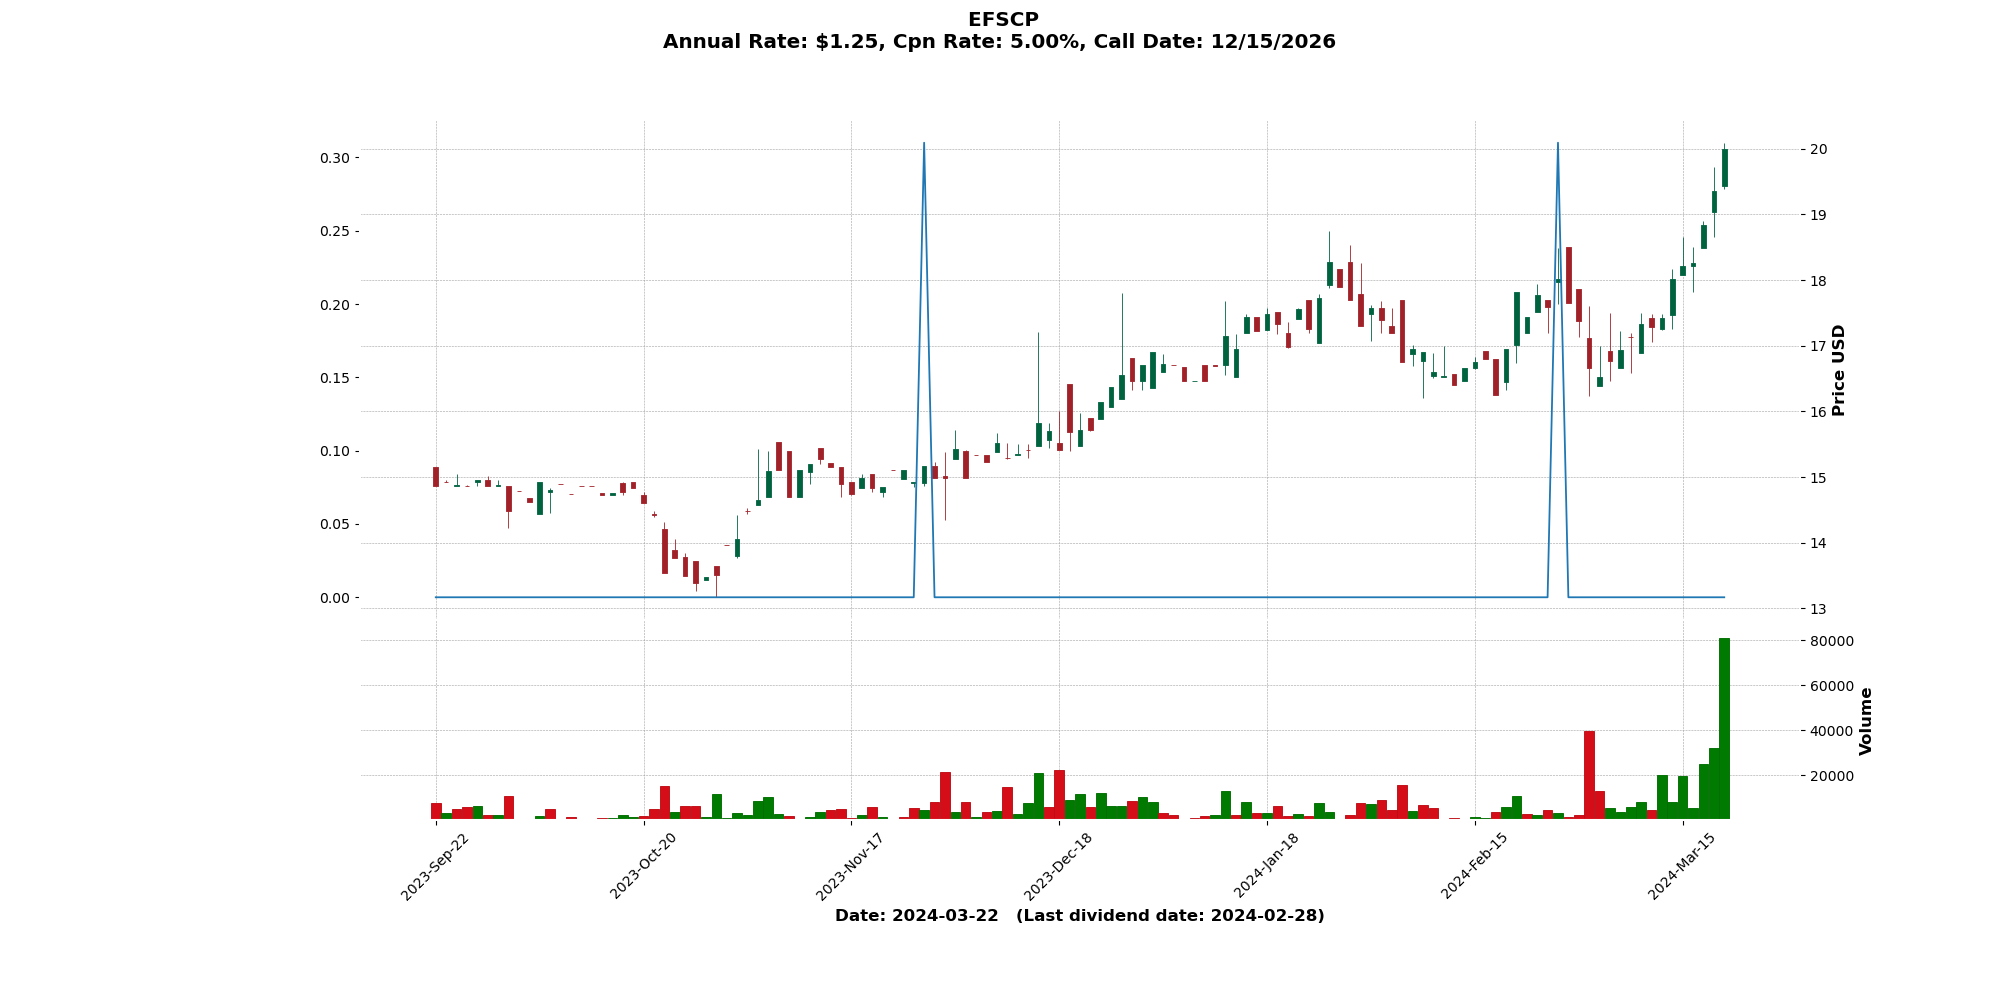 EFSCP
Annual Rate: $1.25, Cpn Rate: 5.00%, Call Date: 12/15/2026
0.30
0.25
0.20
0.15
0.10
0.05
0.00
20
19
18
17
16
15
14
13
Price USD
80000
60000
40000
20000
Volume
2023-Sep-22
2023-Oct-20
2023-Nov-17
2023-Dec-18
2024-Jan-18
2024-Feb-15
2024-Mar-15
Date: 2024-03-22 (Last dividend date: 2024-02-28)